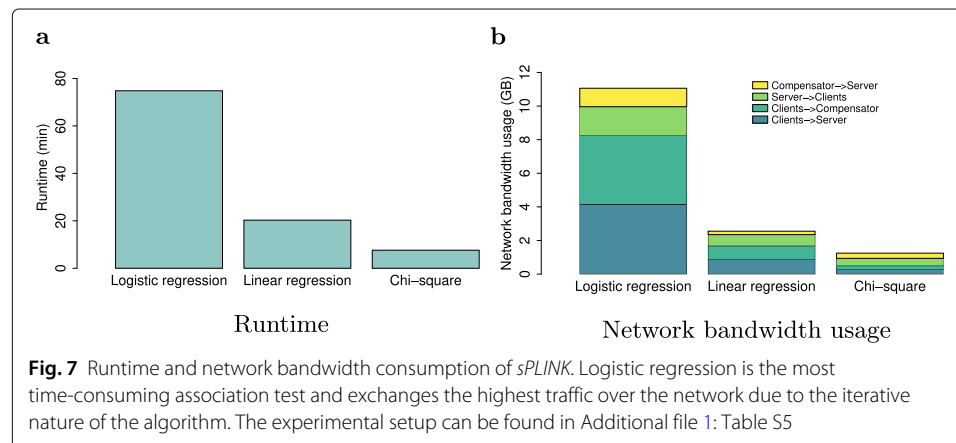 a
80
60
40
20
0
Runtime (min)
Logistic regression Linear regression Chi−square
Runtime
b
12
10
8
6
4
2
0
Network bandwidth usage (GB)
Compensator−>Server
Server−>Clients
Clients−>Compensator
Clients−>Server
Logistic regression Linear regression Chi−square
Network bandwidth usage
Fig. 7 Runtime and network bandwidth consumption of sPLINK. Logistic regression is the most
time-consuming association test and exchanges the highest traffic over the network due to the iterative
nature of the algorithm. The experimental setup can be found in Additional file 1: Table S5